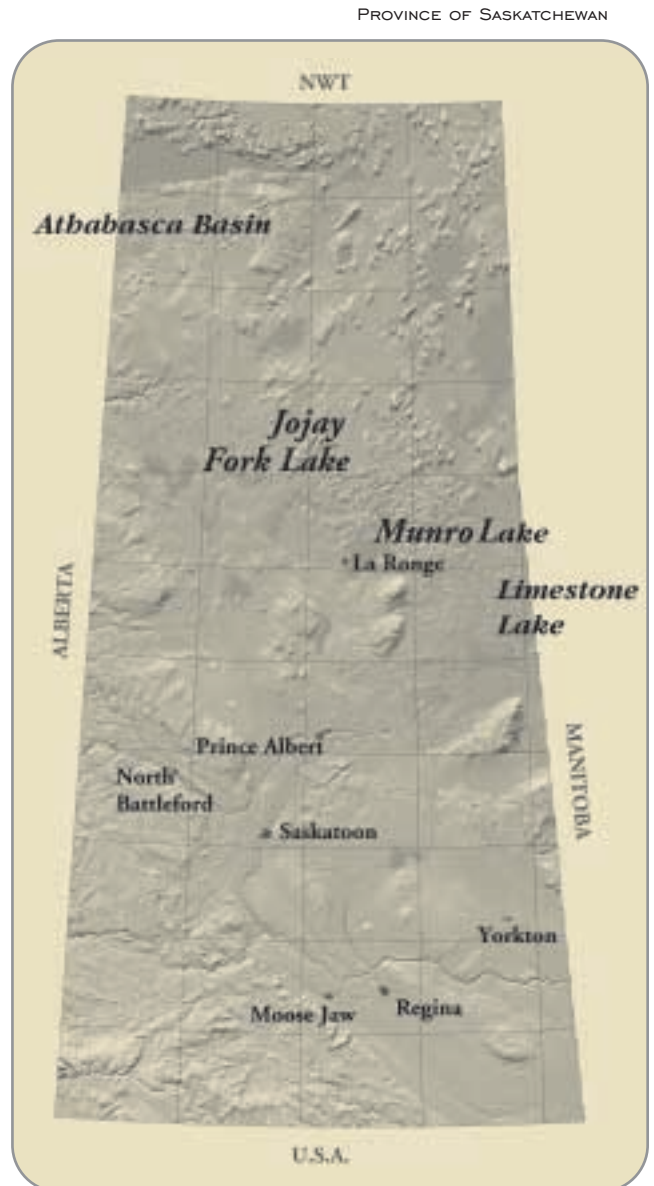 Province of Saskatchewan
NWT
Athabasca Basin
Jojay
Fork Lake
Munro Lake
La Ronge
Limestone
Lake
ALBERTA
Prince Albert
North
Battleford
MANITOBA
Saskatoon
Yorkton
Moose Jaw
Regina
U.S.A.